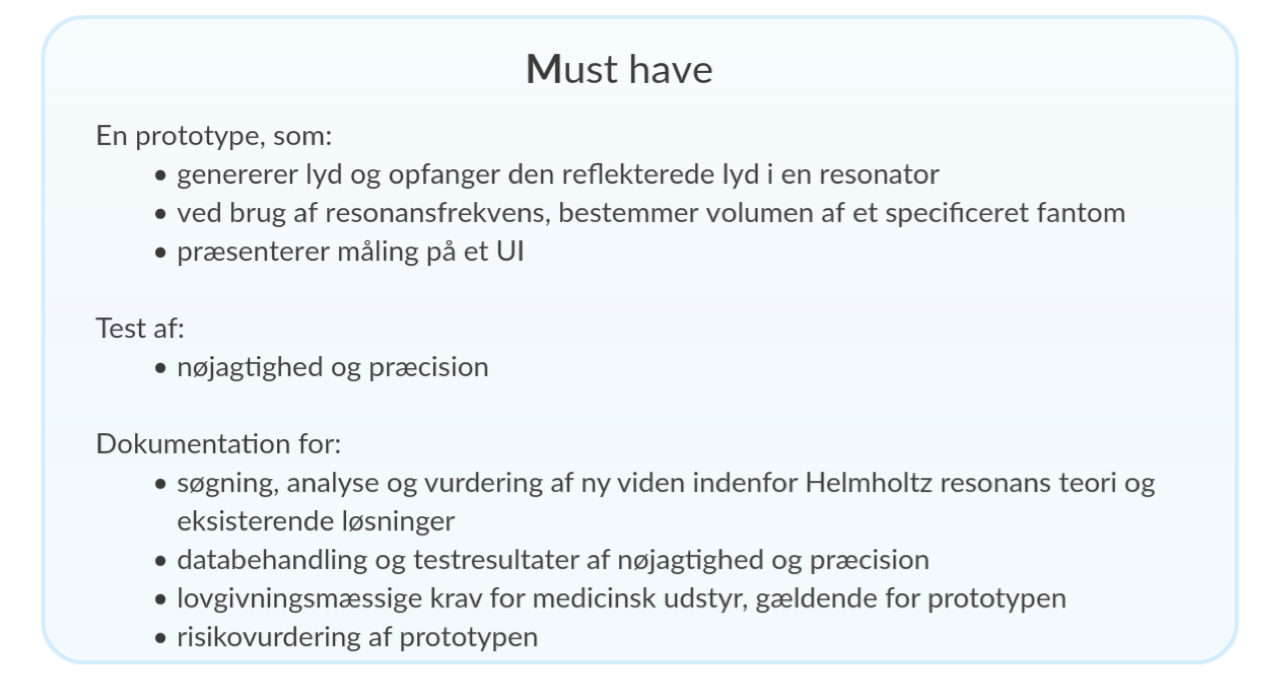 Must have
En prototype, som:
• genererer lyd og opfanger den reflekterede lyd i en resonator
• ved brug af resonansfrekvens, bestemmer volumen af et specificeret fantom
• præsenterer måling på et UI
Test af:
• nøjagtighed og præcision
Dokumentation for:
• søgning, analyse og vurdering af ny viden indenfor Helmholtz resonans teori og
eksisterende løsninger
• databehandling og testresultater af nøjagtighed og præcision
• lovgivningsmæssige krav for medicinsk udstyr, gældende for prototypen
• risikovurdering af prototypen